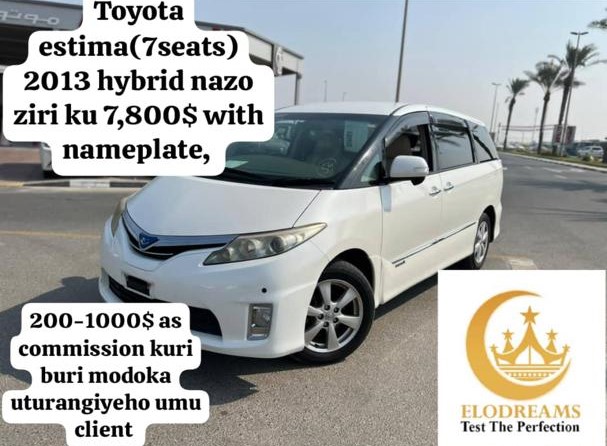 Toyota
estima(7seats)
2013 hybrid nazo
ziri ku 7,800$ with
nameplate,
200-1000$ as
commission kuri
buri modoka
uturangiyeho umu
client
ELODREAMS
Test The Perfection